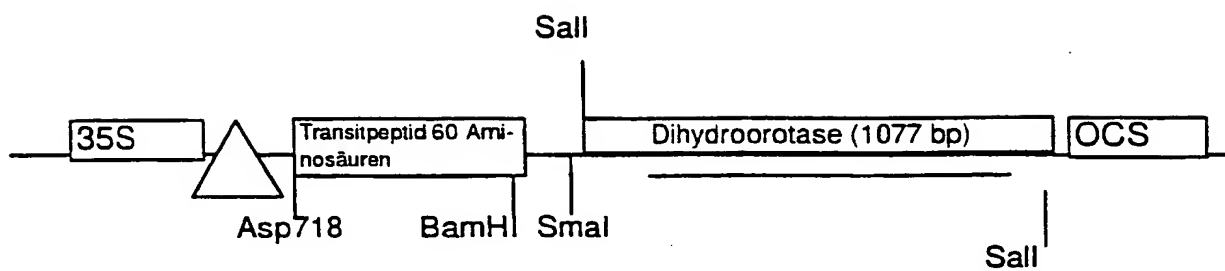 SalI
35S
Transitpeptid 60 Ami-
nosäuren
Dihydroorotase (1077 bp)
OCS
Asp718
BamHI
SmaI
SalI